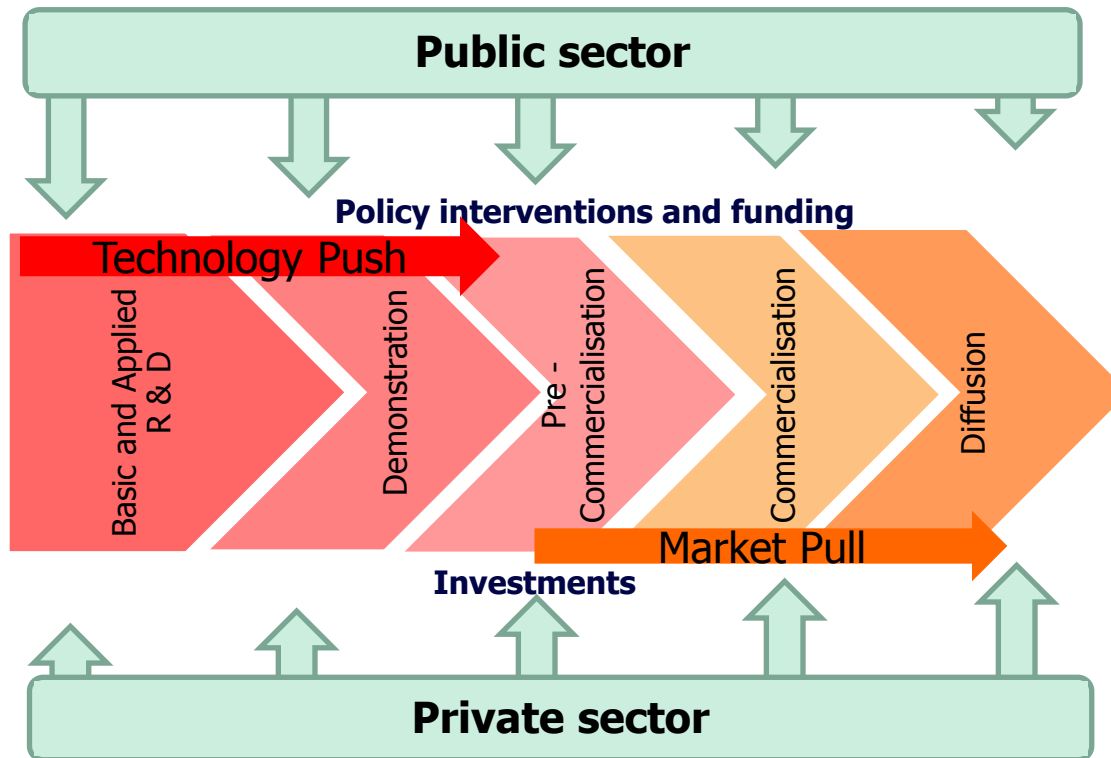 Public sector
Policy interventions and funding
Technology Push
Basic and Applied
R & D
Demonstration
Pre -
Commercialisation
Commercialisation
Diffusion
Market Pull
Investments
Private sector